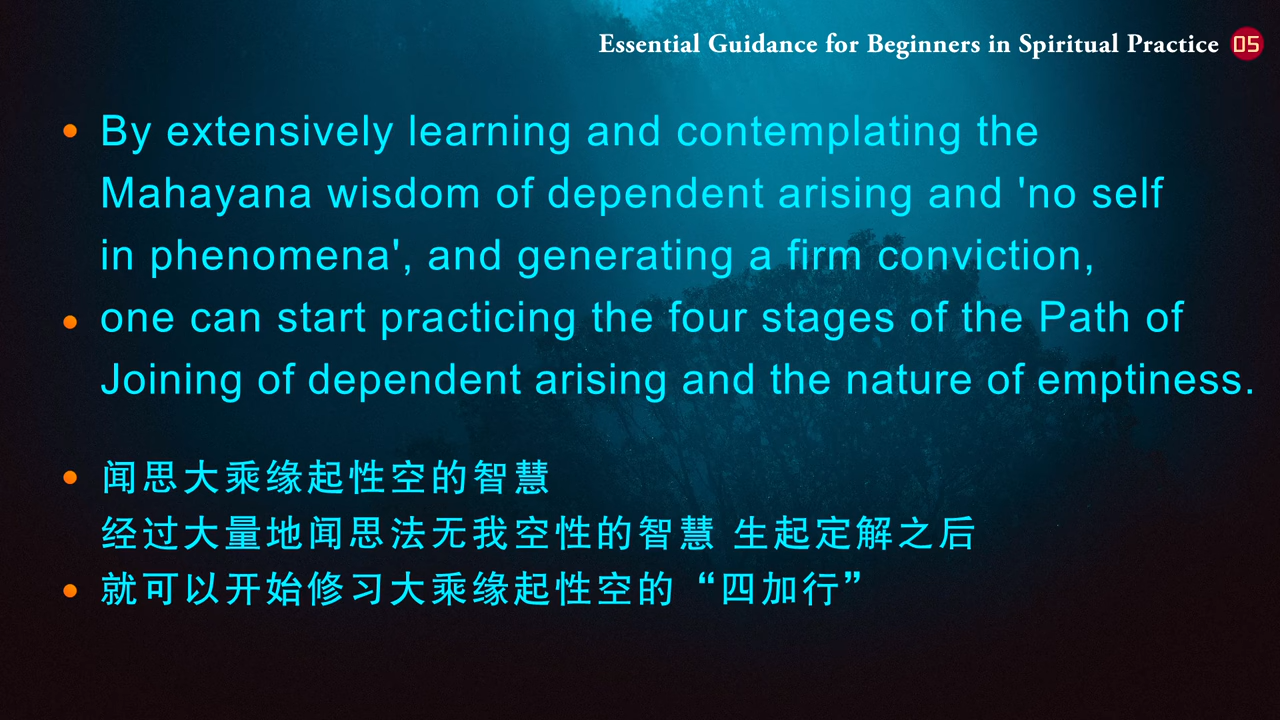 Essential Guidance for Beginners in Spiritual Practice 05
• By extensively learning and contemplating the
Mahayana wisdom of dependent arising and 'no self
in phenomena', and generating a firm conviction,
• one can start practicing the four stages of the Path of
Joining of dependent arising and the nature of emptiness.
• 闻思大乘缘起性空的智慧
经过大量地闻思法无我空性的智慧 生起定解之后
• 就可以开始修习大乘缘起性空的“四加行”